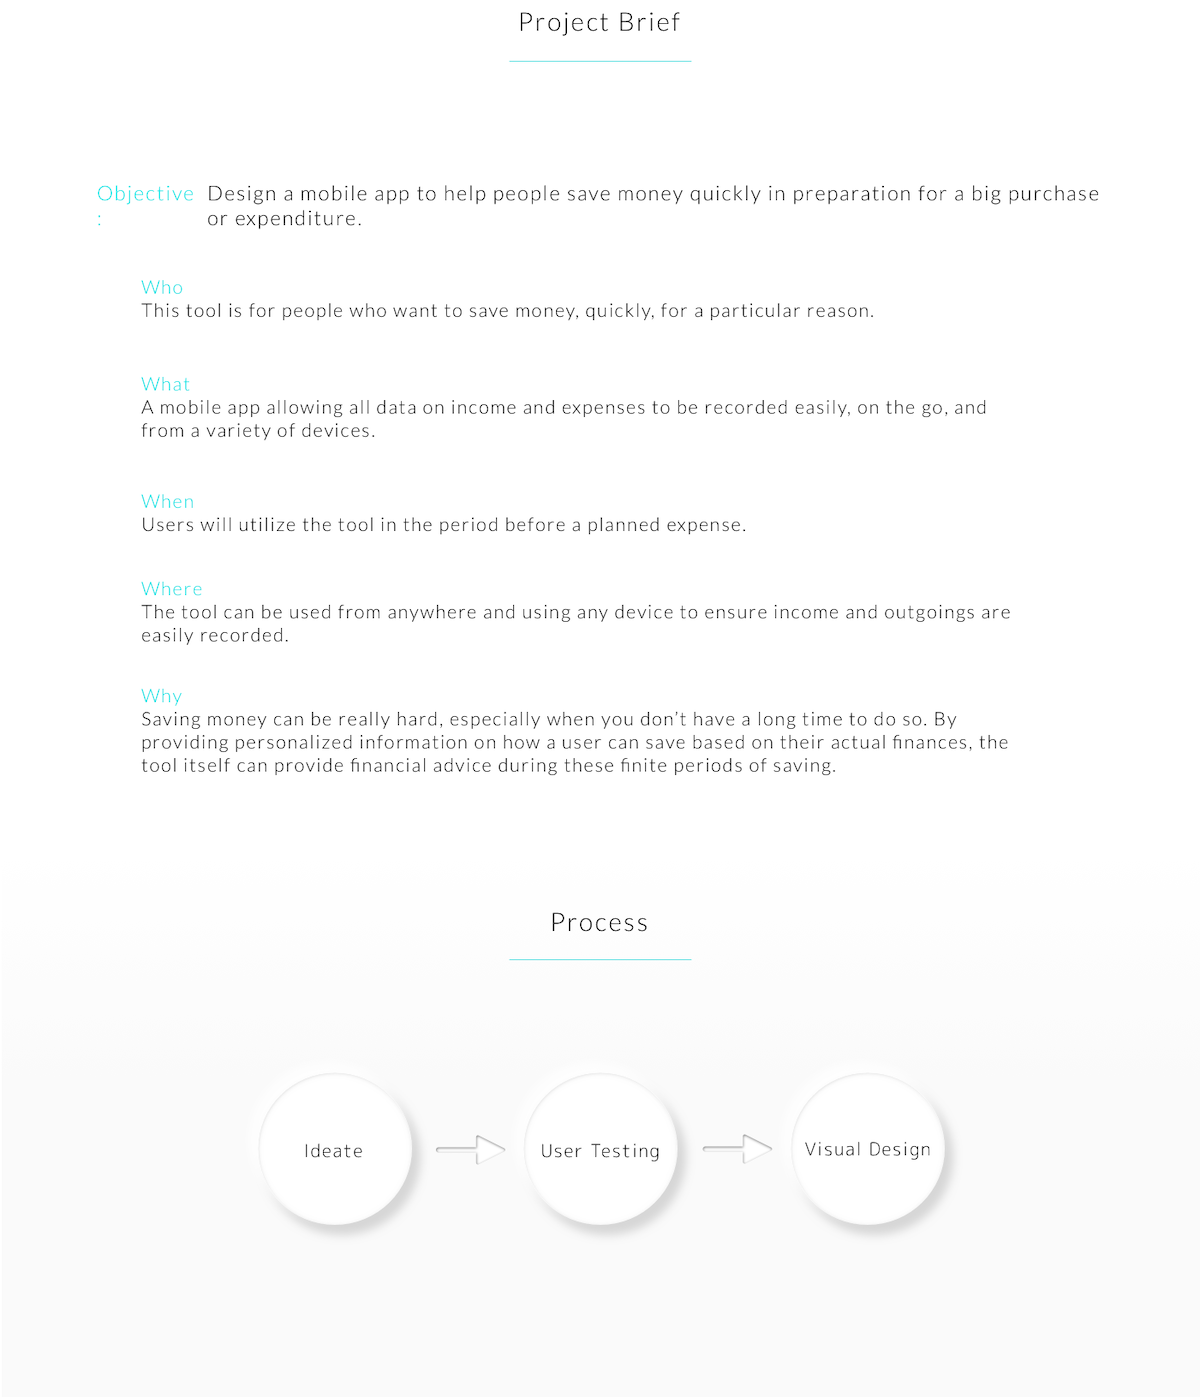 Project Brief
Objective Design a mobile app to help people save money quickly in preparation for a big purchase
: or expenditure.
Who
This tool is for people who want to save money, quickly, for a particular reason.
What
A mobile app allowing all data on income and expenses to be recorded easily, on the go, and
from a variety of devices.
When
Users will utilize the tool in the period before a planned expense.
Where
The tool can be used from anywhere and using any device to ensure income and outgoings are
easily recorded.
Why
Saving money can be really hard, especially when you don’t have a long time to do so. By
providing personalized information on how a user can save based on their actual finances, the
tool itself can provide financial advice during these finite periods of saving.
Process
Ideate
User Testing
Visual Design